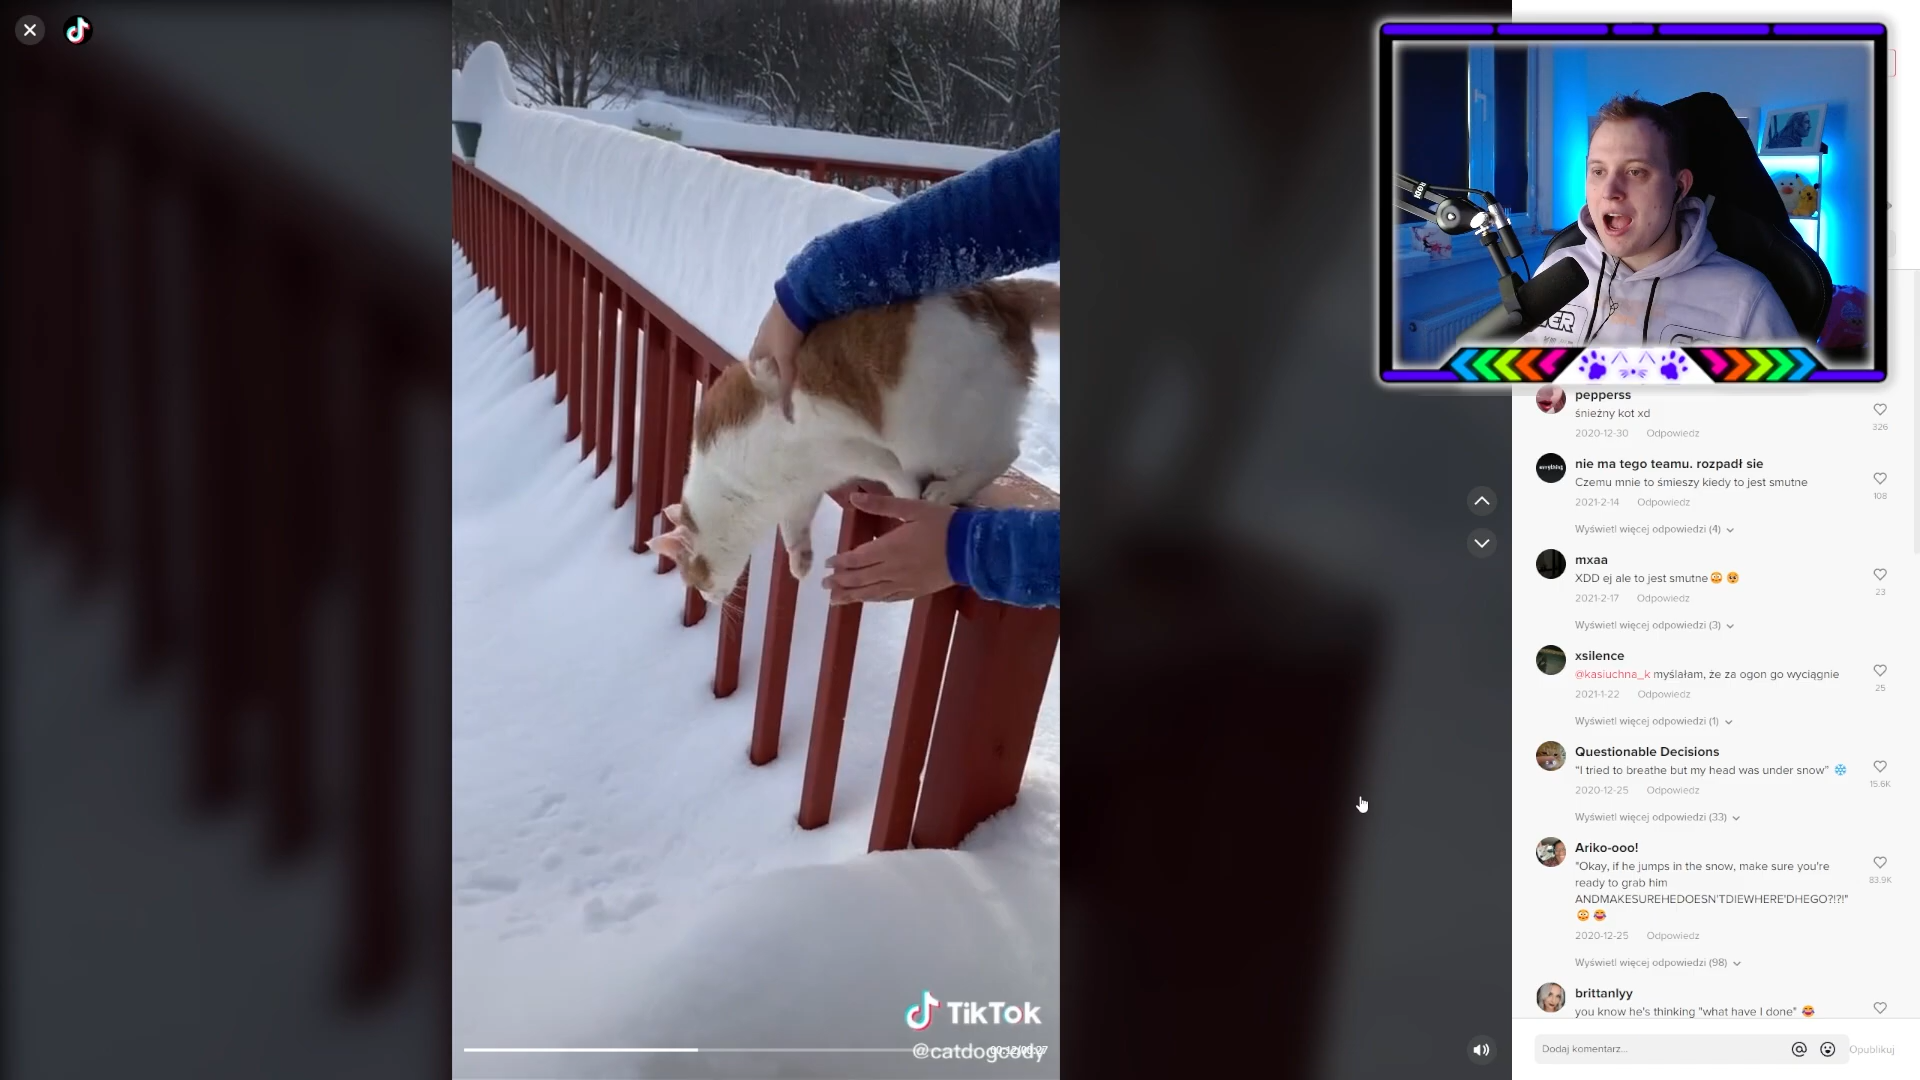 pepperss
śnieżny kot xd
2020-12-30 Odpowiedz
326
nie ma tego teamu. rozpadł sie
Czemu mnie to śmieszy kiedy to jest smutne
2021-2-14 Odpowiedz
108
Wyświetl więcej odpowiedzi (4)
mxaa
XDD ej ale to jest smutne
2021-2-17 Odpowiedz
23
Wyświetl więcej odpowiedzi (3)
xsilence
@kasiuchna_k myślałam, że za ogon go wyciągnie
2021-1-22 Odpowiedz
25
Wyświetl więcej odpowiedzi (1)
Questionable Decisions
“I tried to breathe but my head was under snow” ❄️
2020-12-25 Odpowiedz
15.6K
Wyświetl więcej odpowiedzi (33)
Ariko-ooo!
"Okay, if he jumps in the snow, make sure you're
ready to grab him
ANDMAKESUREHEDOESN'TDIEWHERE'DHEGO?!?!"
😳 😂
2020-12-25 Odpowiedz
83.9K
Wyświetl więcej odpowiedzi (98)
brittanlyy
you know he's thinking "what have I done" 😂
Dodaj komentarz...
Opublikuj
TikTok
@catdogcody